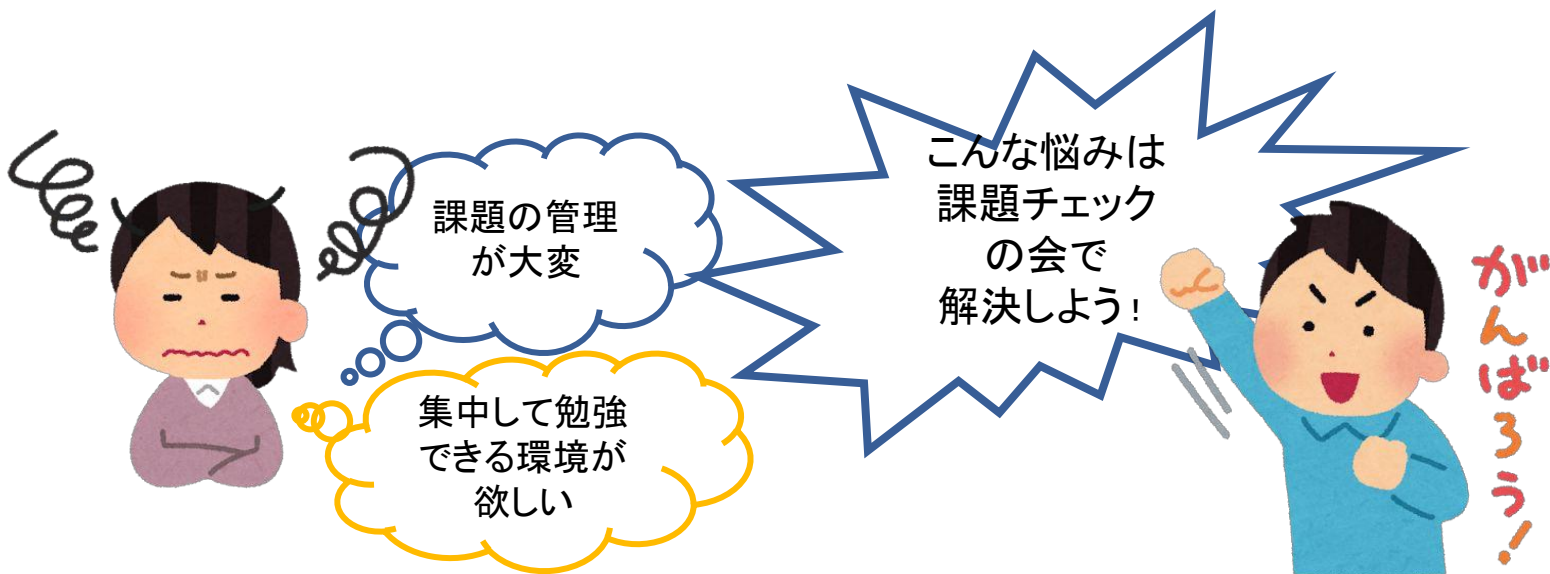 課題の管理
が大変
集中して勉強
できる環境が
欲しい
こんな悩みは
課題チェック
の会で
解決しよう！
がんばろう！